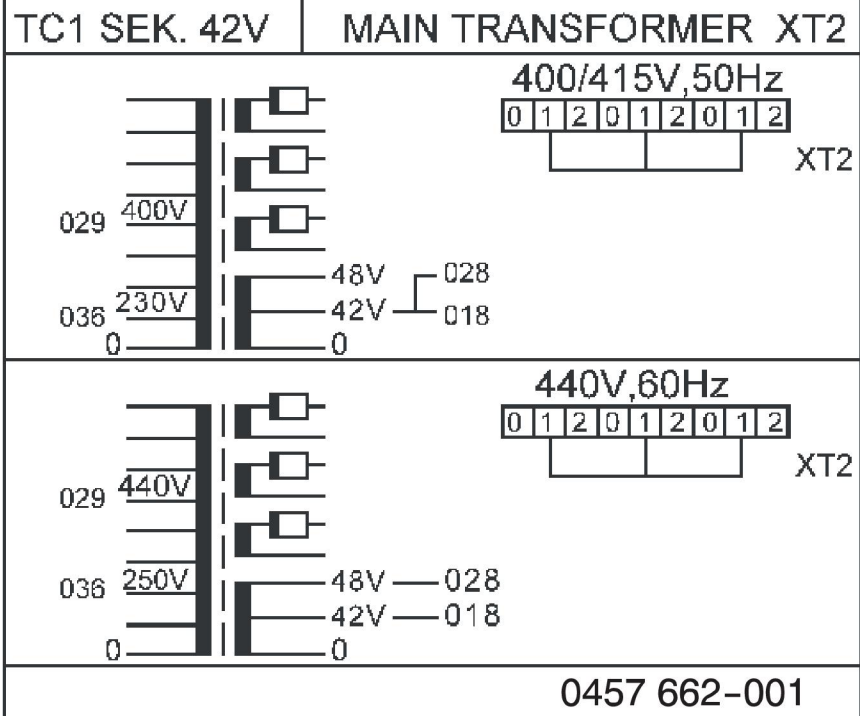 TC1 SEK. 42V MAIN TRANSFORMER XT2
400/415V,50Hz
0 1 2 0 1 2 0 1 2
XT2
029 400V
48V 028
036 230V 42V 018
0 0
440V,60Hz
0 1 2 0 1 2 0 1 2
XT2
029 440V
036 250V 48V 028
42V 018
0 0
0457 662-001